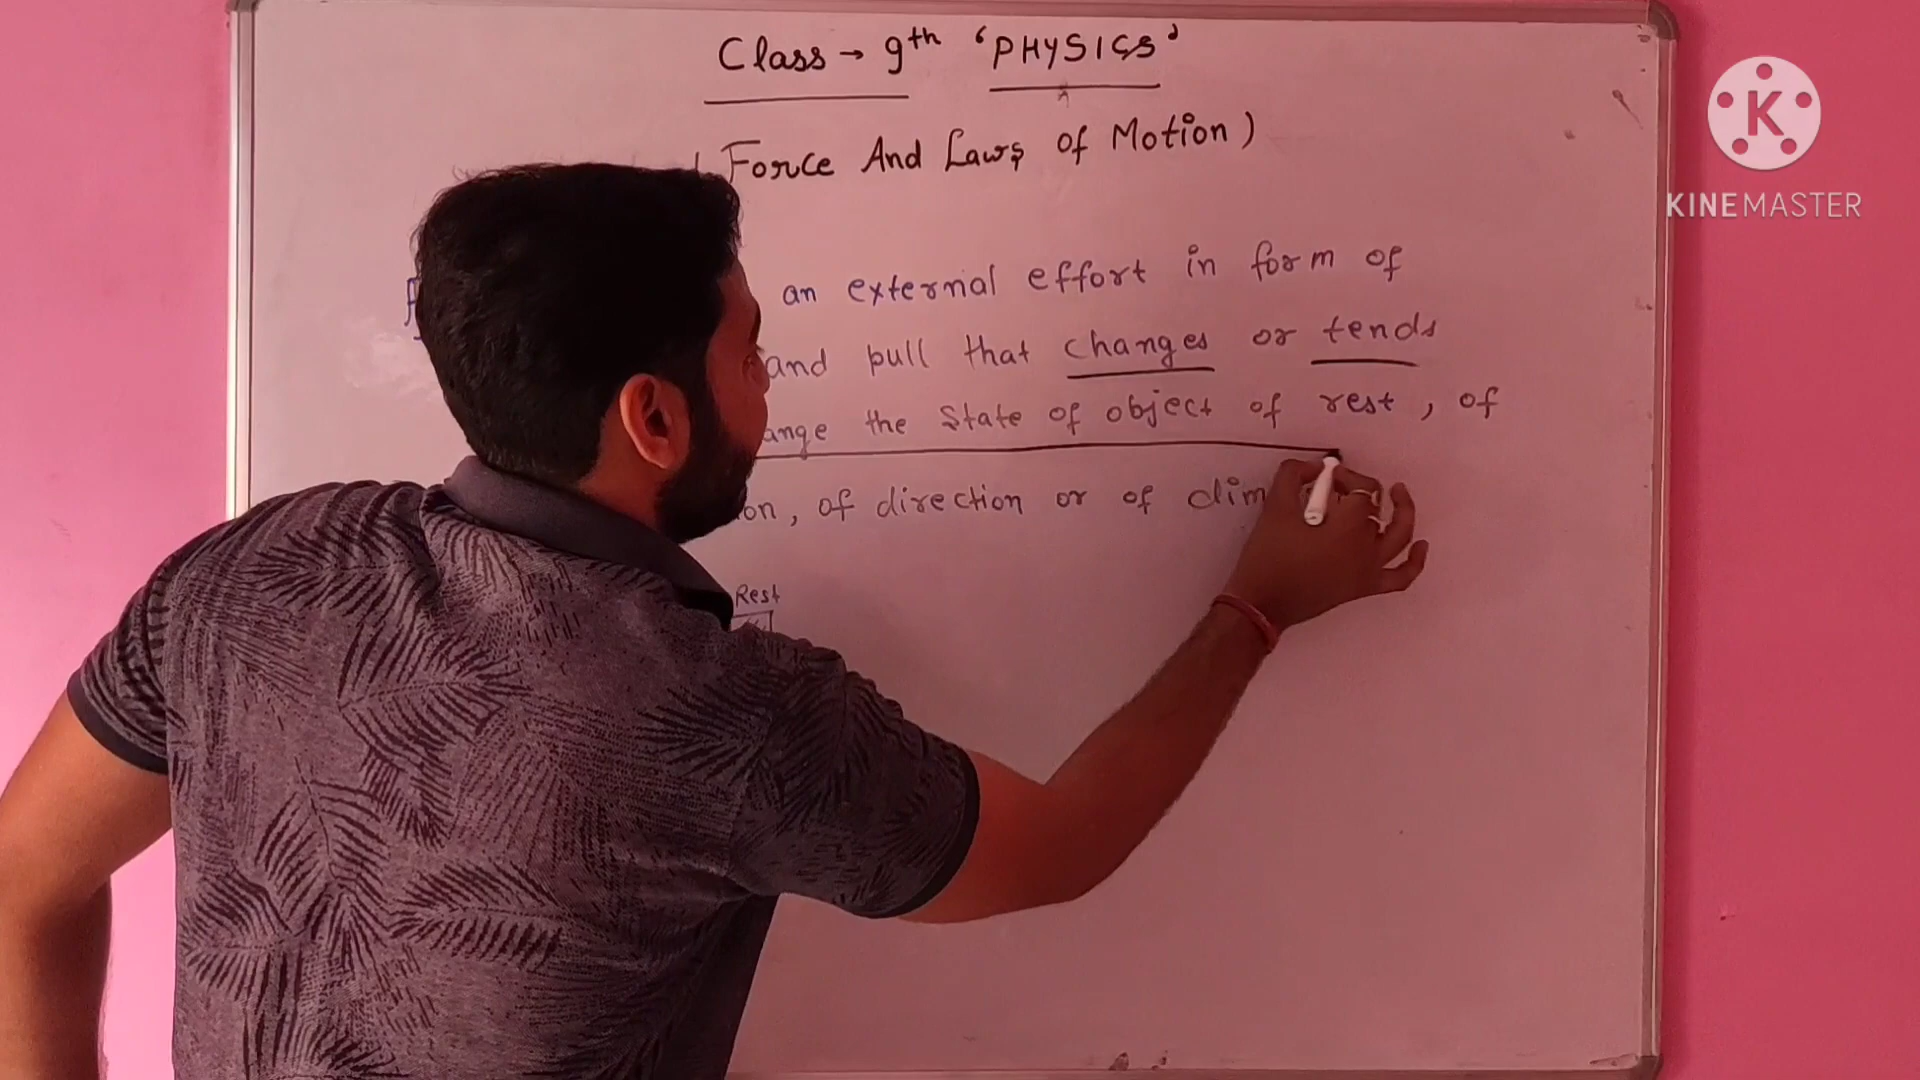 Class → 9th 'PHYSICS'
Force And Laws Of Motion )
an external effort in form of
and pull that changes or tends
ange the State of object of rest, of
on, of direction or of dim
Rest
K
KINEMASTER